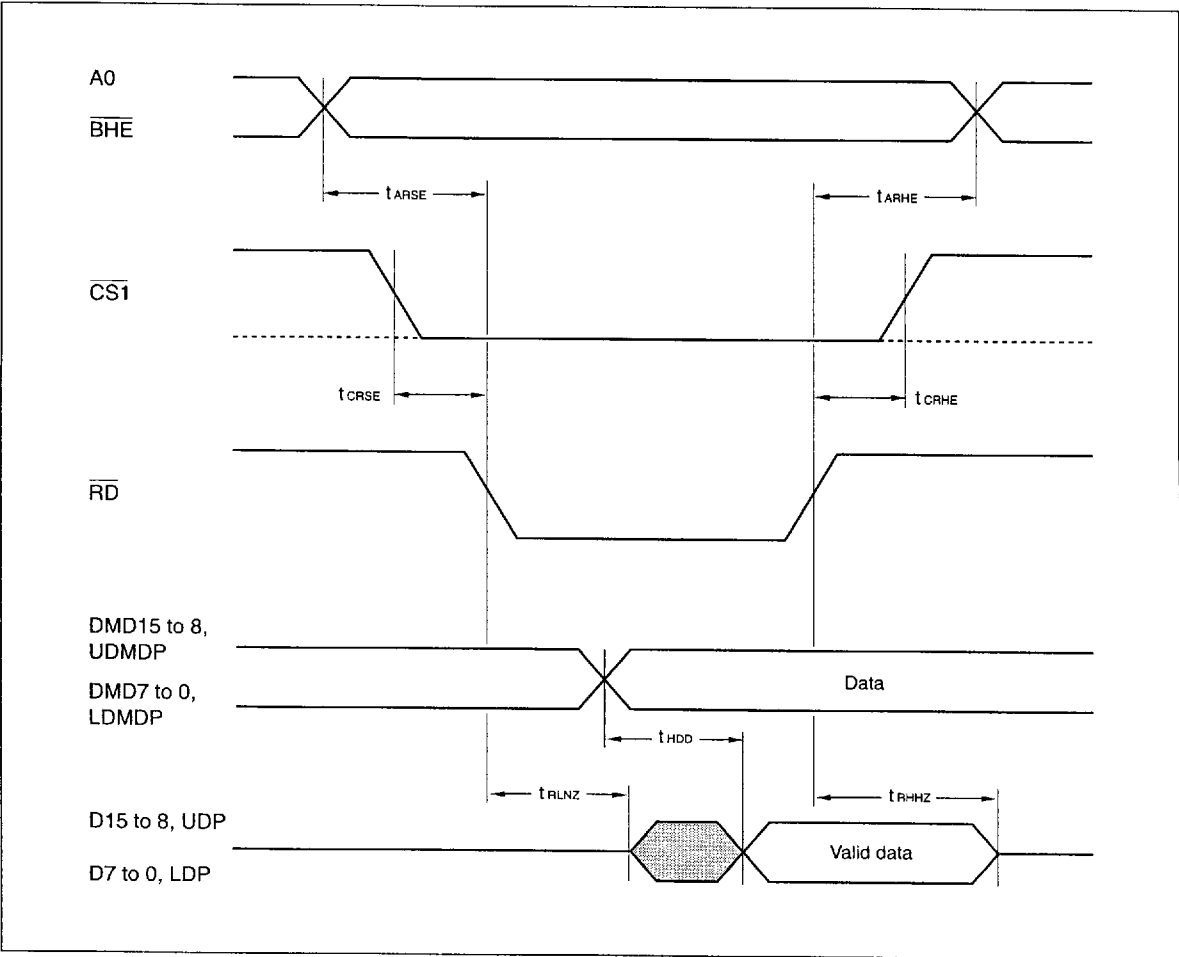 A0
BHE
tARSE
tARHE
CS1
tCRSE
tCRHE
RD
DMD15 to 8,
UDMDP
DMD7 to 0,
LDMDP
Data
tHDD
tRLNZ
tRHHZ
D15 to 8, UDP
Valid data
D7 to 0, LDP